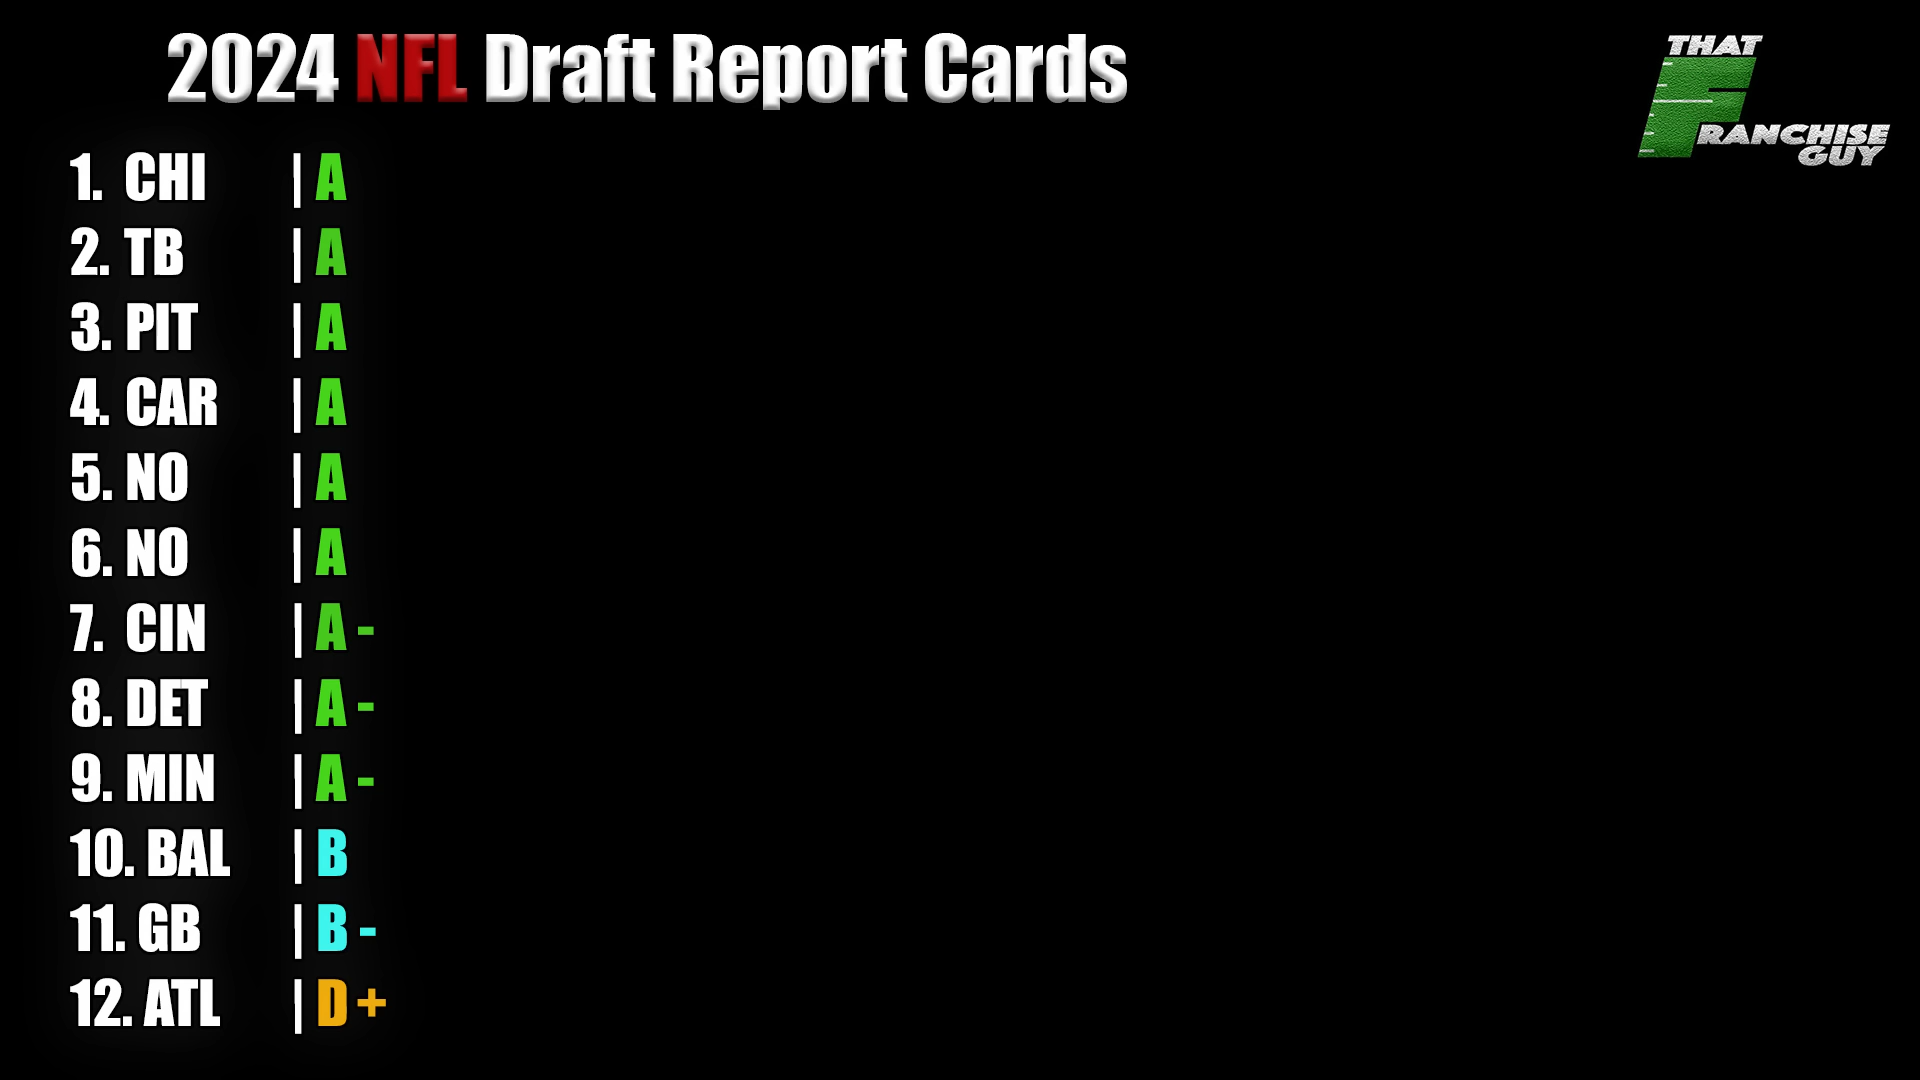 2024 NFL Draft Report Cards
THAT
FRANCHISE
GUY
1. CHI | A
2. TB | A
3. PIT | A
4. CAR | A
5. NO | A
6. NO | A
7. CIN | A -
8. DET | A -
9. MIN | A -
10. BAL | B
11. GB | B -
12. ATL | D +